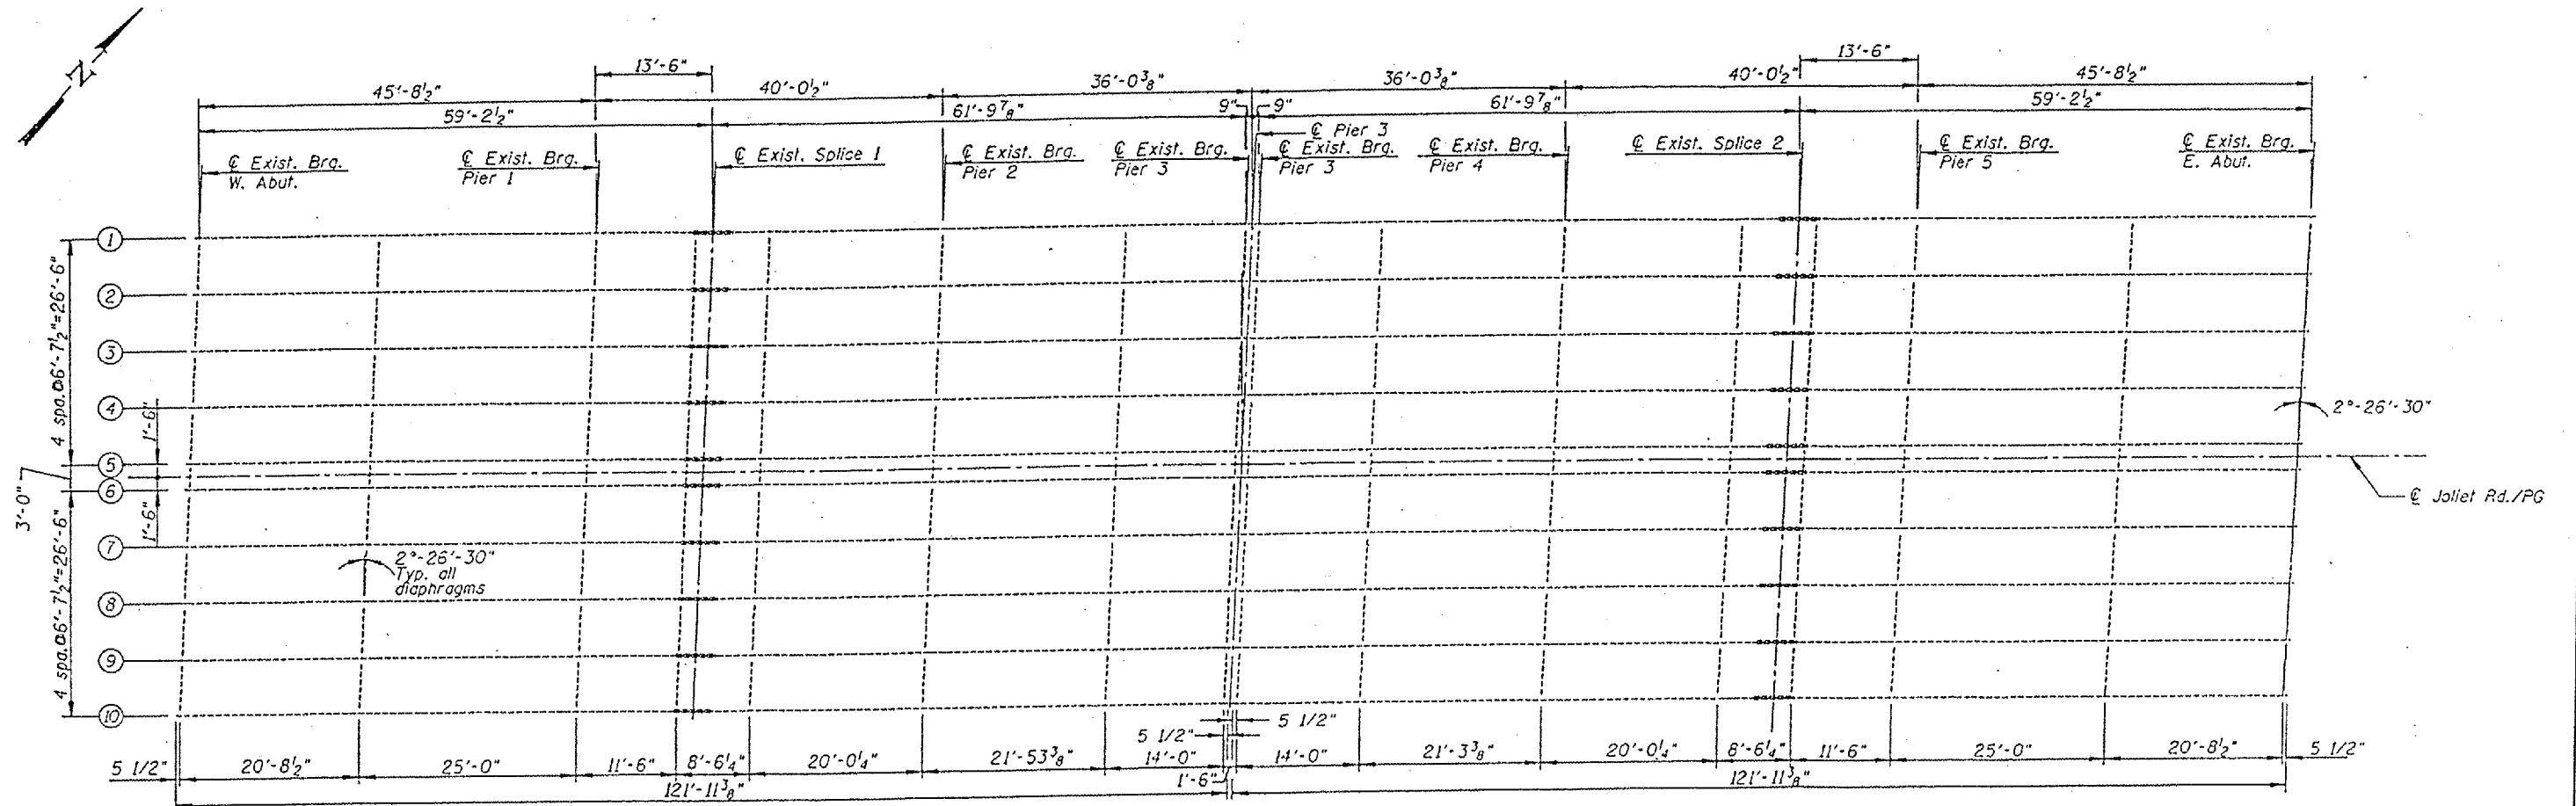 N
13'-6"
13'-6"
45'-8½"
40'-0½"
36'-0⅜"
36'-0⅜"
40'-0½"
45'-8½"
59'-2½"
61'-9⅞"
9"
9"
61'-9⅞"
59'-2½"
℄ Pier 3
℄ Exist. Brg.
W. Abut.
℄ Exist. Brg.
Pier 1
℄ Exist. Splice 1
℄ Exist. Brg.
Pier 2
℄ Exist. Brg.
Pier 3
℄ Exist. Brg.
Pier 3
℄ Exist. Brg.
Pier 4
℄ Exist. Splice 2
℄ Exist. Brg.
Pier 5
℄ Exist. Brg.
E. Abut.
1
2
3
4
5
6
7
8
9
10
4 spa.@6'-7½"=26'-6"
1'-6"
3'-0"
1'-6"
4 spa.@6'-7½"=26'-6"
2°-26'-30"
℄ Joliet Rd./PG
2°-26'-30"
Typ. all
diaphragms
5 1/2"
5 1/2"
5 1/2"
20'-8½"
25'-0"
11'-6"
8'-6¼"
20'-0¼"
21'-53⅜"
14'-0"
14'-0"
21'-3⅜"
20'-0¼"
8'-6¼"
11'-6"
25'-0"
20'-8½"
5 1/2"
1'-6"
121'-11⅜"
121'-11⅜"